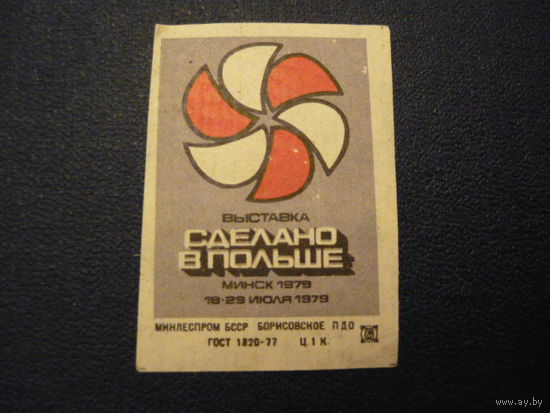 ВЫСТАВКА
СДЕЛАНО
В ПОЛЬШЕ
МИНСК 1979
18-29 ИЮЛЯ 1979
МИНЛЕСПРОМ БССР БОРИСОВСКОЕ ПДО
ГОСТ 1820-77 Ц. 1 К.
www.ay.by